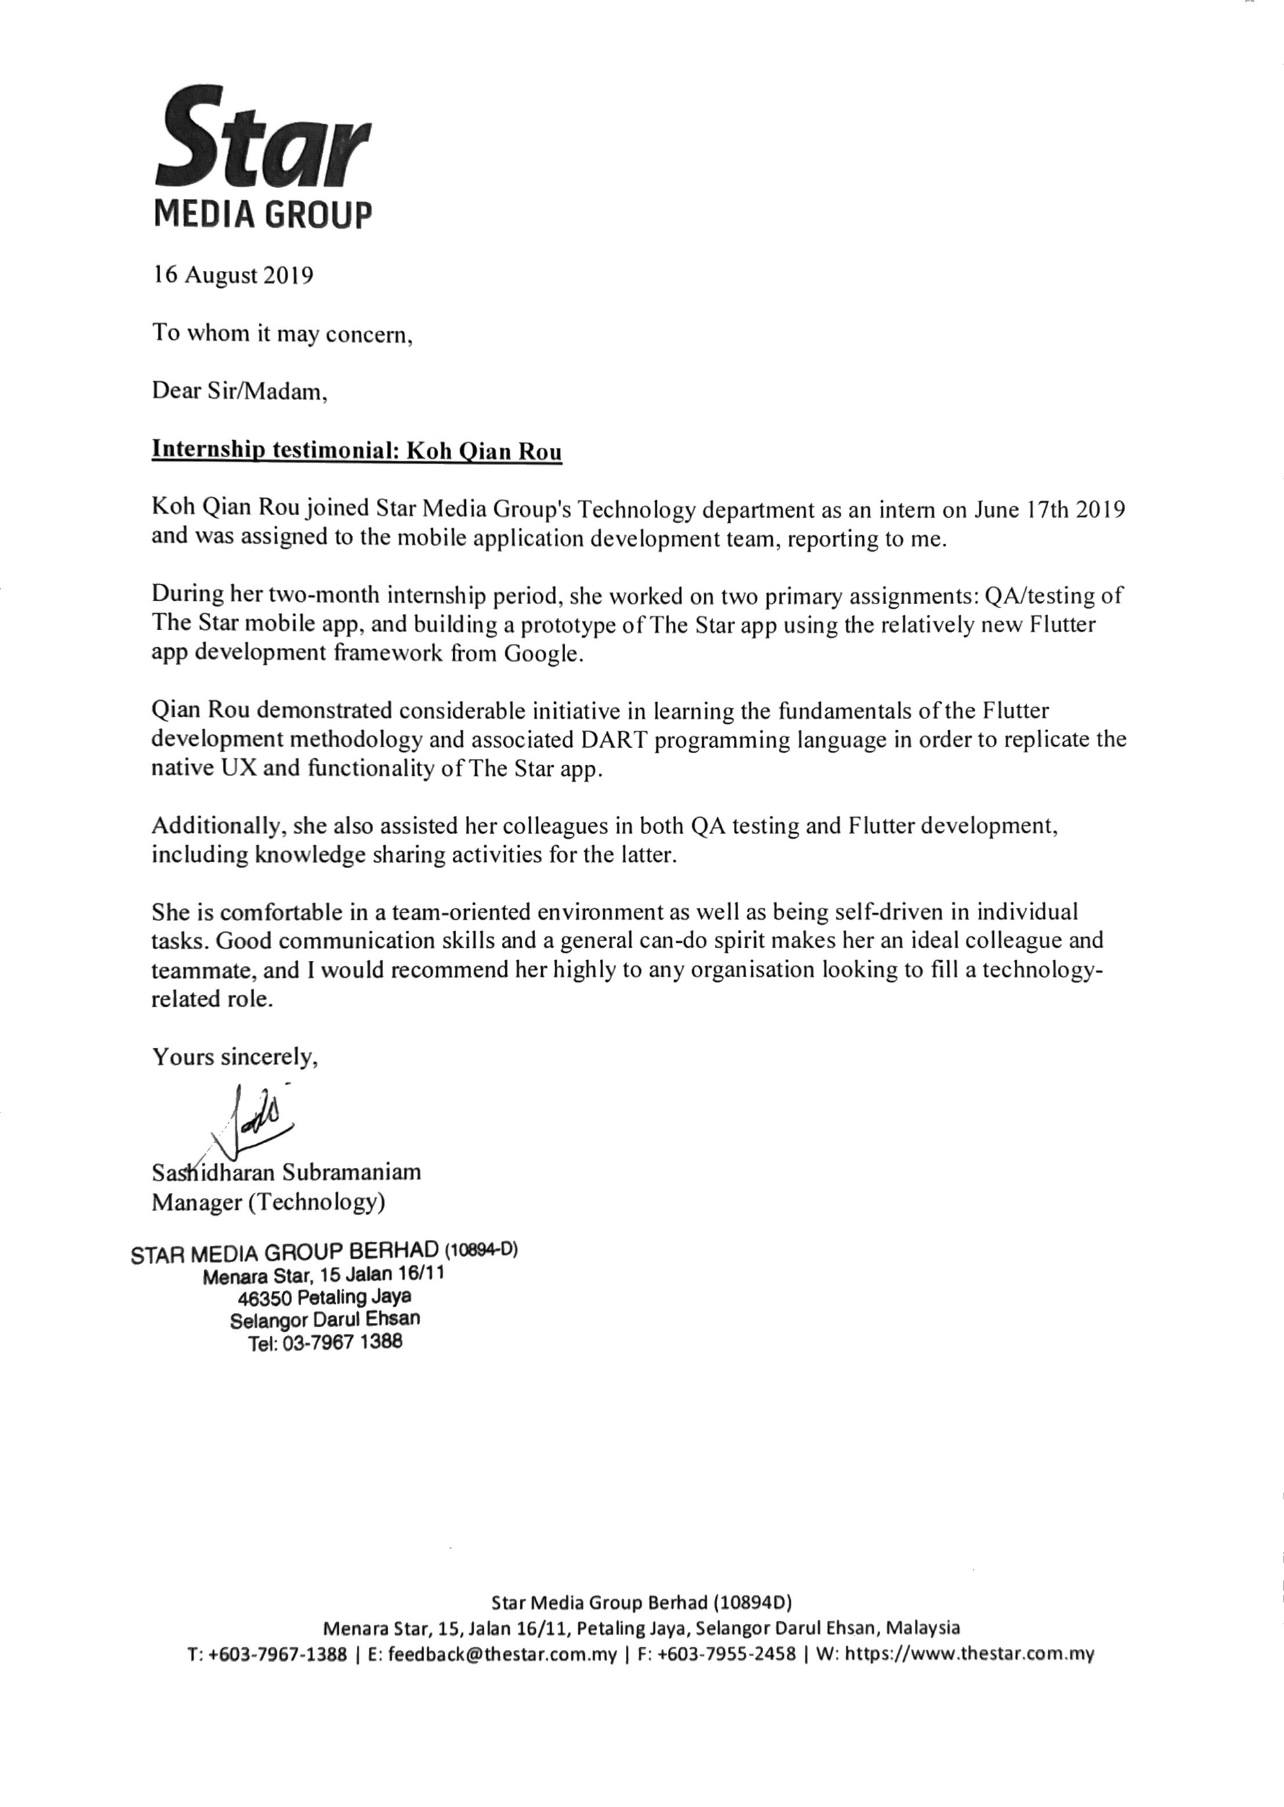 Star
MEDIA GROUP
16 August 2019
To whom it may concern,
Dear Sir/Madam,
Internship testimonial: Koh Qian Rou
Koh Qian Rou joined Star Media Group's Technology department as an intern on June 17th 2019
and was assigned to the mobile application development team, reporting to me.
During her two-month internship period, she worked on two primary assignments: QA/testing of
The Star mobile app, and building a prototype of The Star app using the relatively new Flutter
app development framework from Google.
Qian Rou demonstrated considerable initiative in learning the fundamentals of the Flutter
development methodology and associated DART programming language in order to replicate the
native UX and functionality of The Star app.
Additionally, she also assisted her colleagues in both QA testing and Flutter development,
including knowledge sharing activities for the latter.
She is comfortable in a team-oriented environment as well as being self-driven in individual
tasks. Good communication skills and a general can-do spirit makes her an ideal colleague and
teammate, and I would recommend her highly to any organisation looking to fill a technology-
related role.
Yours sincerely,
Sashidharan Subramaniam
Manager (Technology)
STAR MEDIA GROUP BERHAD (10894-D)
Menara Star, 15 Jalan 16/11
46350 Petaling Jaya
Selangor Darul Ehsan
Tel: 03-7967 1388
Star Media Group Berhad (10894D)
Menara Star, 15, Jalan 16/11, Petaling Jaya, Selangor Darul Ehsan, Malaysia
T: +603-7967-1388 | E: feedback@thestar.com.my | F: +603-7955-2458 | W: https://www.thestar.com.my